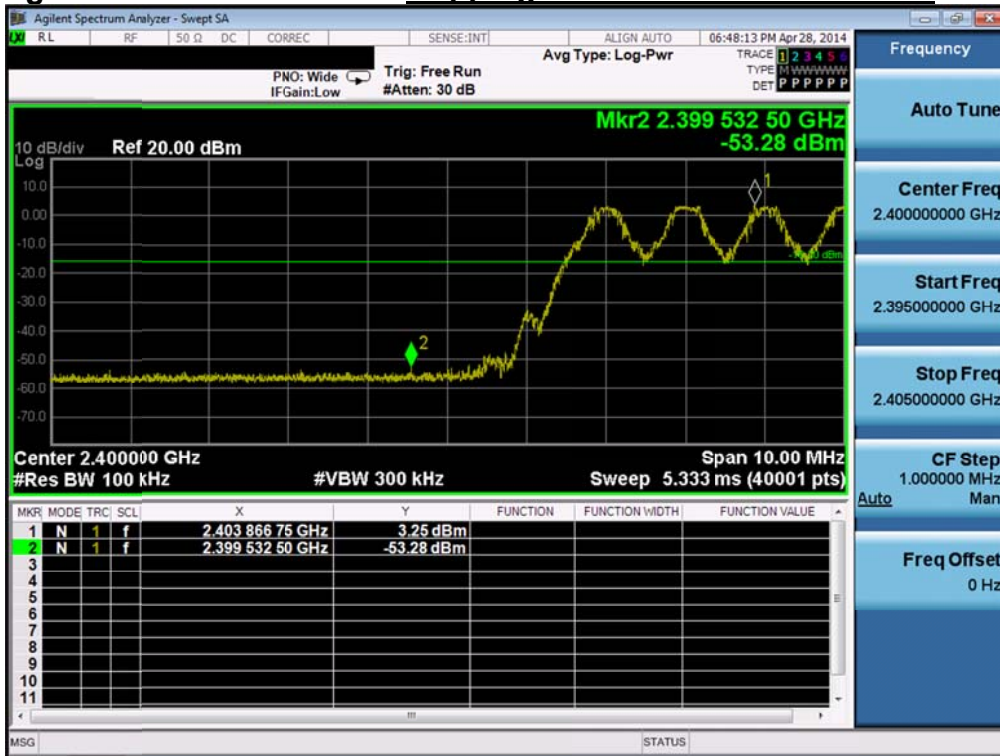 Agilent Spectrum Analyzer - Swept SA
RL RF 50 Ω DC CORREC SENSE:INT ALIGN AUTO 06:48:13 PM Apr 28, 2014
PNO: Wide Trig: Free Run Avg Type: Log-Pwr TRACE 1 2 3 4 5 6
IFGain:Low #Atten: 30 dB TYPE M WWWWW
DET P P P P P P
Frequency
Auto Tune
Center Freq
2.400000000 GHz
Start Freq
2.395000000 GHz
Stop Freq
2.405000000 GHz
CF Step
1.000000 MHz
Auto Man
Freq Offset
0 Hz
Mkr2 2.399 532 50 GHz
-53.28 dBm
10 dB/div Ref 20.00 dBm
Log
10.0
0.00
-10.0
-20.0
-30.0
-40.0
-50.0
-60.0
-70.0
1
2
dBm
Center 2.400000 GHz Span 10.00 MHz
#Res BW 100 kHz #VBW 300 kHz Sweep 5.333 ms (40001 pts)
MKR MODE TRC SCL X Y FUNCTION FUNCTION WIDTH FUNCTION VALUE
1 N 1 f 2.403 866 75 GHz 3.25 dBm
2 N 1 f 2.399 532 50 GHz -53.28 dBm
3
4
5
6
7
8
9
10
11
MSG STATUS